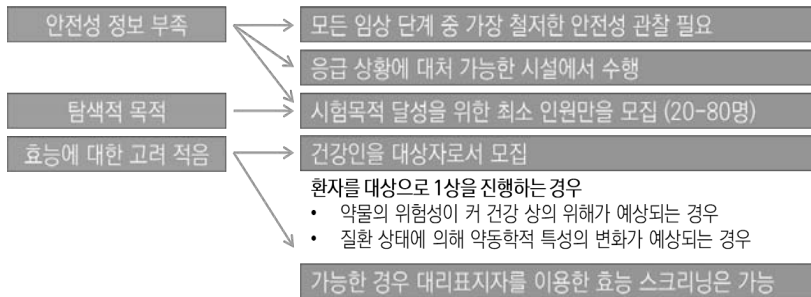 안전성 정보 부족
모든 임상 단계 중 가장 철저한 안전성 관찰 필요
응급 상황에 대처 가능한 시설에서 수행
탐색적 목적
시험목적 달성을 위한 최소 인원만을 모집 (20-80명)
효능에 대한 고려 적음
건강인을 대상자로서 모집
환자를 대상으로 1상을 진행하는 경우
• 약물의 위험성이 커 건강 상의 위해가 예상되는 경우
• 질환 상태에 의해 약동학적 특성의 변화가 예상되는 경우
가능한 경우 대리표지자를 이용한 효능 스크리닝은 가능